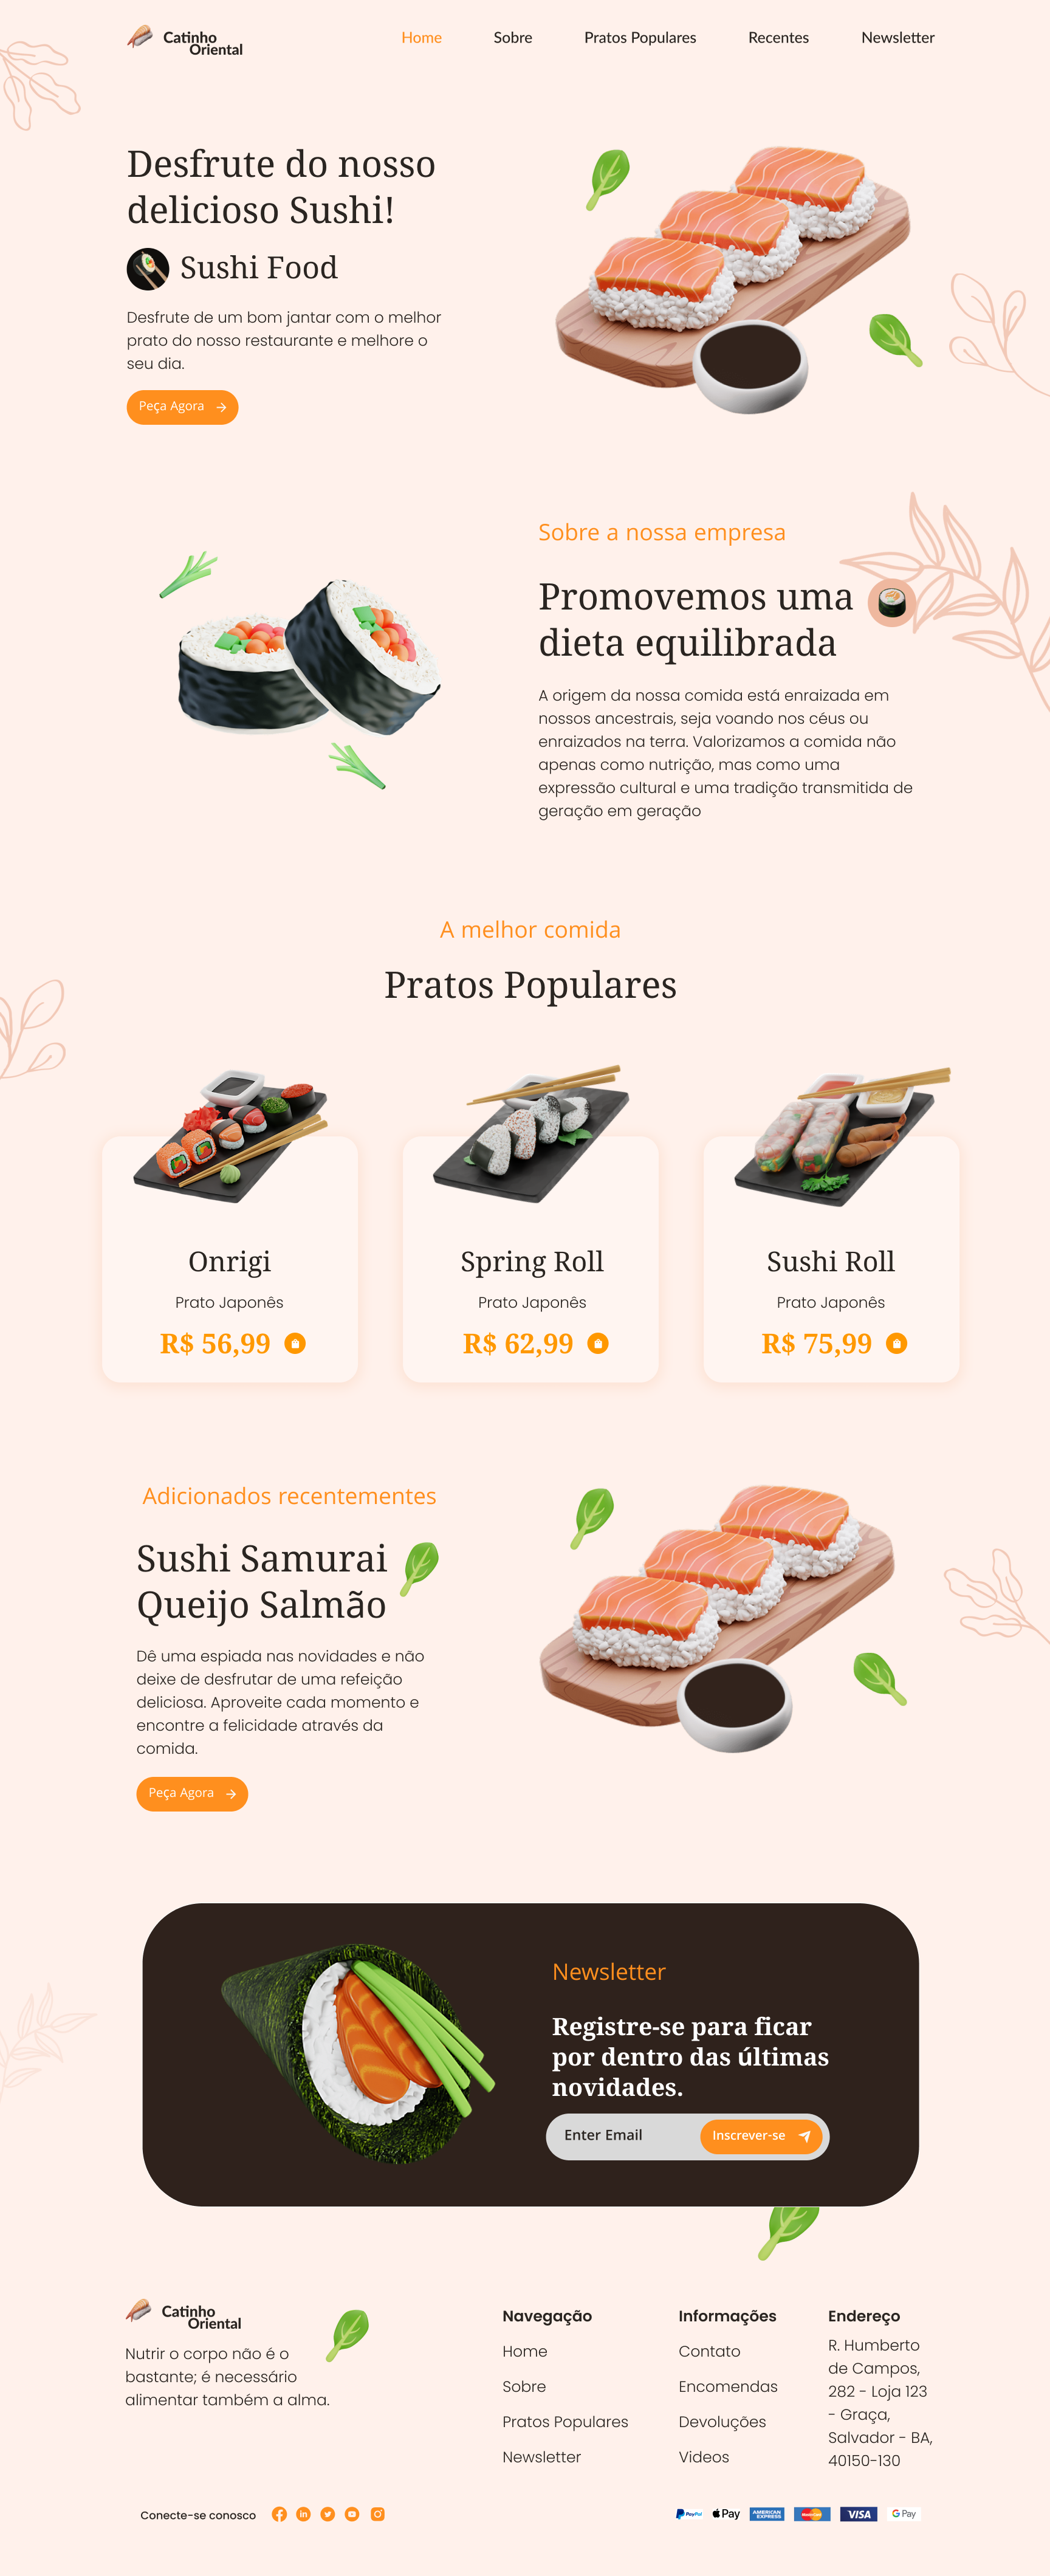 Catinho
Oriental
Home
Sobre
Pratos Populares
Recentes
Newsletter
Desfrute do nosso
delicioso Sushi!
Sushi Food
Desfrute de um bom jantar com o melhor
prato do nosso restaurante e melhore o
seu dia.
Peça Agora
Sobre a nossa empresa
Promovemos uma
dieta equilibrada
A origem da nossa comida está enraizada em
nossos ancestrais, seja voando nos céus ou
enraizados na terra. Valorizamos a comida não
apenas como nutrição, mas como uma
expressão cultural e uma tradição transmitida de
geração em geração
A melhor comida
Pratos Populares
Onrigi
Prato Japonês
R$ 56,99
Spring Roll
Prato Japonês
R$ 62,99
Sushi Roll
Prato Japonês
R$ 75,99
Adicionados recentementes
Sushi Samurai
Queijo Salmão
Dê uma espiada nas novidades e não
deixe de desfrutar de uma refeição
deliciosa. Aproveite cada momento e
encontre a felicidade através da
comida.
Peça Agora
Newsletter
Registre-se para ficar
por dentro das últimas
novidades.
Enter Email
Inscrever-se
Catinho
Oriental
Nutrir o corpo não é o
bastante; é necessário
alimentar também a alma.
Navegação
Home
Sobre
Pratos Populares
Newsletter
Informações
Contato
Encomendas
Devoluções
Videos
Endereço
R. Humberto
de Campos,
282 - Loja 123
- Graça,
Salvador - BA,
40150-130
Conecte-se conosco
PayPal
Pay
AMERICAN
EXPRESS
MasterCard
VISA
G Pay